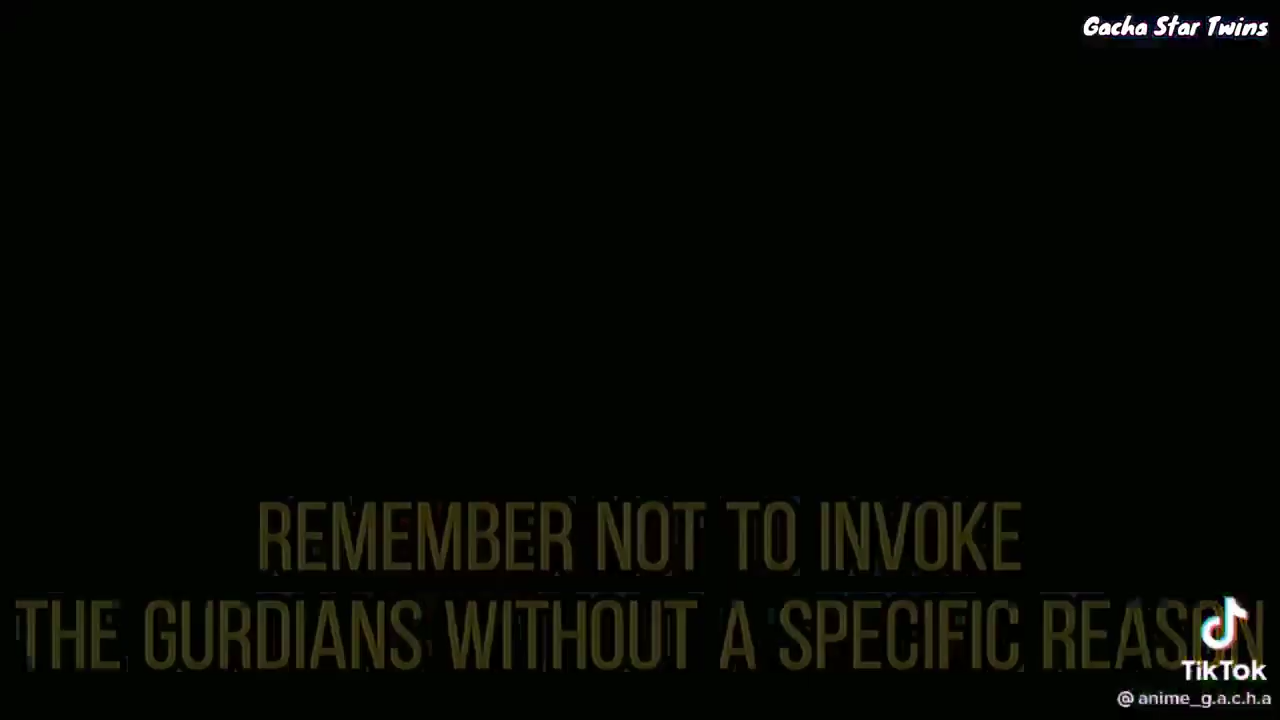 Gacha Star Twins
REMEMBER NOT TO INVOKE
THE GURDIANS WITHOUT A SPECIFIC REASON
TikTok
@anime_g.a.c.h.a